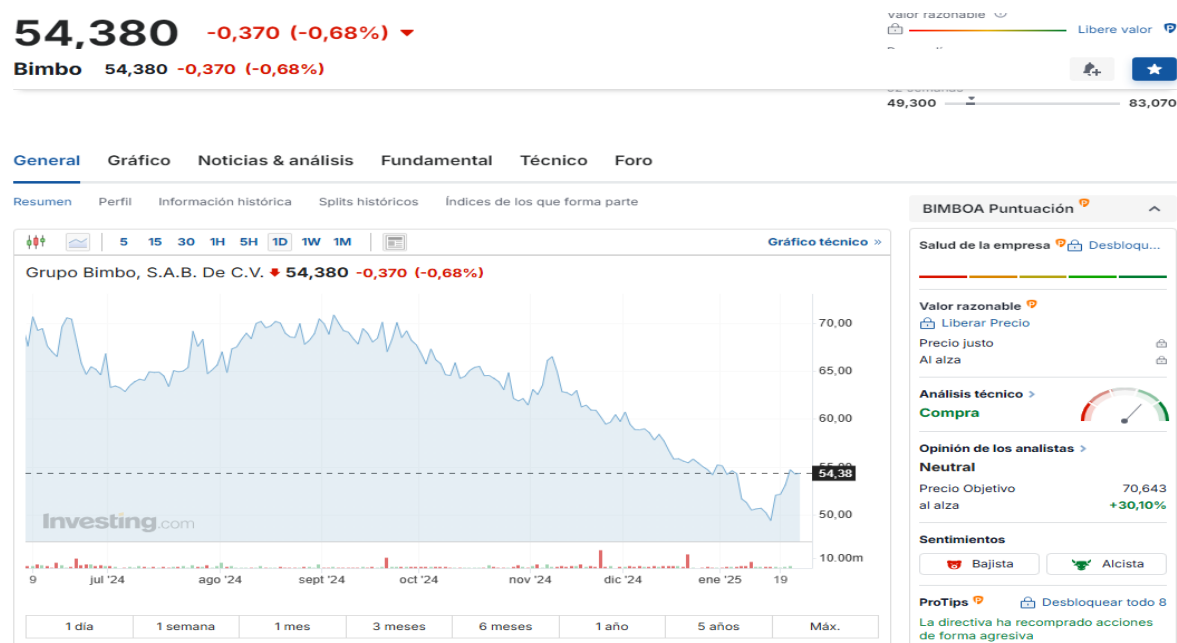 54,380 -0,370 (-0,68%)
Valor razonable
Libere valor
Bimbo 54,380 -0,370 (-0,68%)
49,300 83,070
General Gráfico Noticias & análisis Fundamental Técnico Foro
Resumen Perfil Información histórica Splits históricos Índices de los que forma parte
5 15 30 1H 5H 1D 1W 1M Gráfico técnico »
Grupo Bimbo, S.A.B. De C.V. 54,380 -0,370 (-0,68%)
70,00
65,00
60,00
55,00
54,38
50,00
10.00m
Investing.com
9 jul '24 ago '24 sept '24 oct '24 nov '24 dic '24 ene '25 19
1 día 1 semana 1 mes 3 meses 6 meses 1 año 5 años Máx.
BIMBOA Puntuación
Salud de la empresa Desbloqu...
Valor razonable
Liberar Precio
Precio justo
Al alza
Análisis técnico
Compra
Opinión de los analistas
Neutral
Precio Objetivo 70,643
al alza +30,10%
Sentimientos
Bajista Alcista
ProTips Desbloquear todo 8
La directiva ha recomprado acciones
de forma agresiva